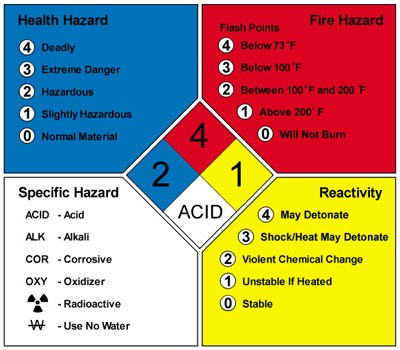 Health Hazard
4 Deadly
3 Extreme Danger
2 Hazardous
1 Slightly Hazardous
0 Normal Material
Fire Hazard
Flash Points
4 Below 73°F
3 Below 100°F
2 Between 100°F and 200°F
1 Above 200°F
0 Will Not Burn
4
2
1
ACID
Specific Hazard
ACID - Acid
ALK - Alkali
COR - Corrosive
OXY - Oxidizer
- Radioactive
W - Use No Water
Reactivity
4 May Detonate
3 Shock/Heat May Detonate
2 Violent Chemical Change
1 Unstable If Heated
0 Stable